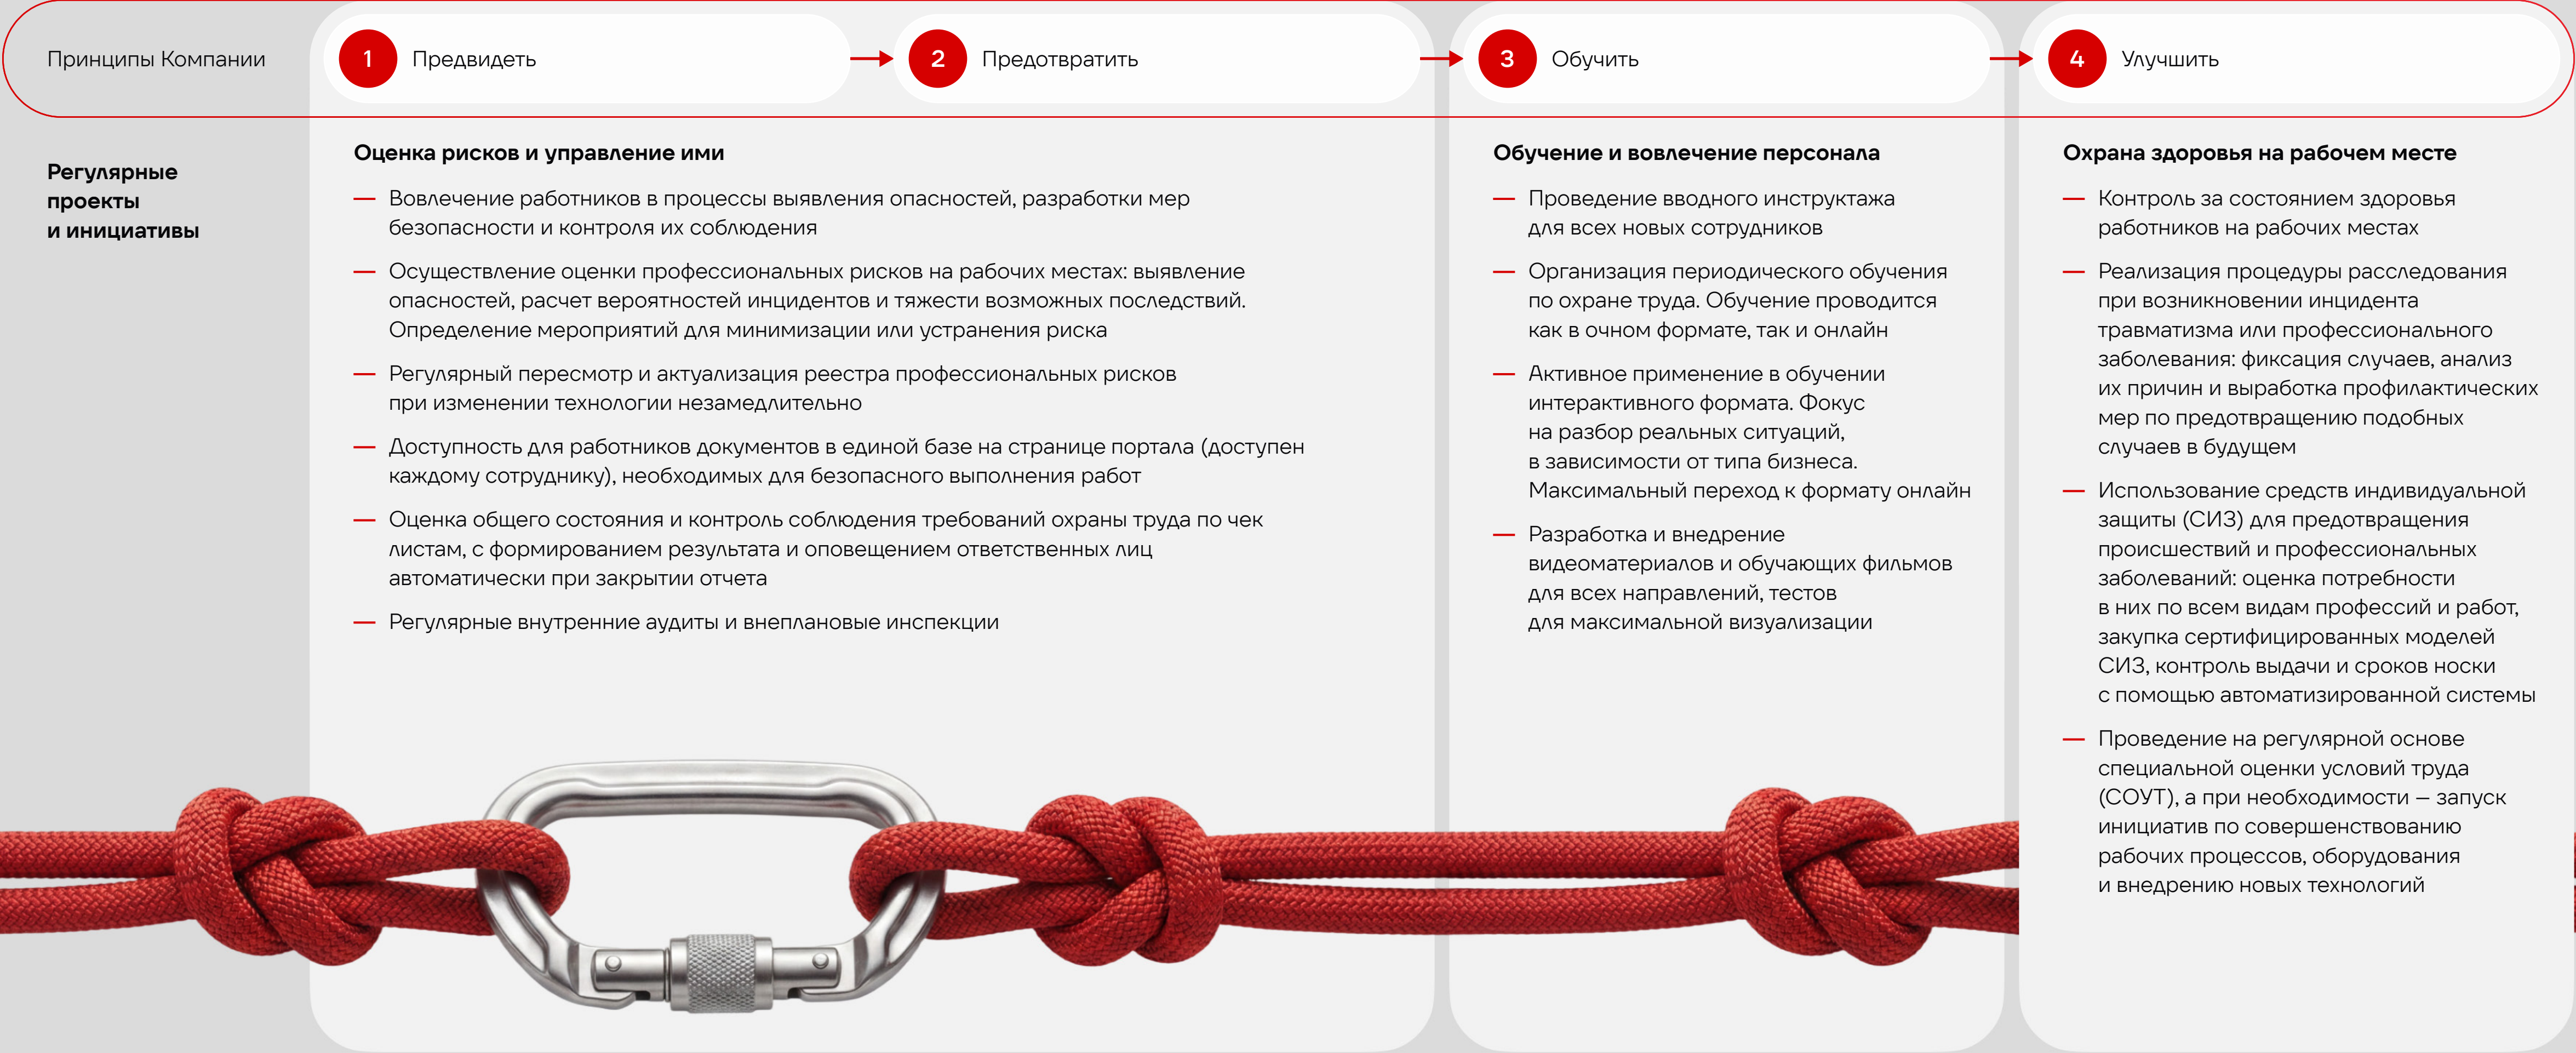 Принципы Компании
1 Предвидеть
2 Предотвратить
3 Обучить
4 Улучшить
Регулярные
проекты
и инициативы
Оценка рисков и управление ими
— Вовлечение работников в процессы выявления опасностей, разработки мер
безопасности и контроля их соблюдения
— Осуществление оценки профессиональных рисков на рабочих местах: выявление
опасностей, расчет вероятностей инцидентов и тяжести возможных последствий.
Определение мероприятий для минимизации или устранения риска
— Регулярный пересмотр и актуализация реестра профессиональных рисков
при изменении технологии незамедлительно
— Доступность для работников документов в единой базе на странице портала (доступен
каждому сотруднику), необходимых для безопасного выполнения работ
— Оценка общего состояния и контроль соблюдения требований охраны труда по чек
листам, с формированием результата и оповещением ответственных лиц
автоматически при закрытии отчета
— Регулярные внутренние аудиты и внеплановые инспекции
Обучение и вовлечение персонала
— Проведение вводного инструктажа
для всех новых сотрудников
— Организация периодического обучения
по охране труда. Обучение проводится
как в очном формате, так и онлайн
— Активное применение в обучении
интерактивного формата. Фокус
на разбор реальных ситуаций,
в зависимости от типа бизнеса.
Максимальный переход к формату онлайн
— Разработка и внедрение
видеоматериалов и обучающих фильмов
для всех направлений, тестов
для максимальной визуализации
Охрана здоровья на рабочем месте
— Контроль за состоянием здоровья
работников на рабочих местах
— Реализация процедуры расследования
при возникновении инцидента
травматизма или профессионального
заболевания: фиксация случаев, анализ
их причин и выработка профилактических
мер по предотвращению подобных
случаев в будущем
— Использование средств индивидуальной
защиты (СИЗ) для предотвращения
происшествий и профессиональных
заболеваний: оценка потребности
в них по всем видам профессий и работ,
закупка сертифицированных моделей
СИЗ, контроль выдачи и сроков носки
с помощью автоматизированной системы
— Проведение на регулярной основе
специальной оценки условий труда
(СОУТ), а при необходимости — запуск
инициатив по совершенствованию
рабочих процессов, оборудования
и внедрению новых технологий